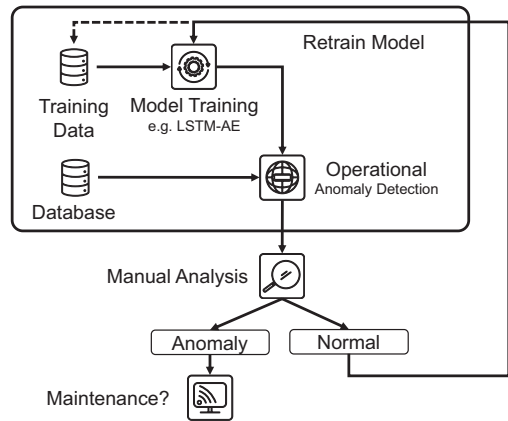 Retrain Model
Training
Data
Model Training
e.g. LSTM-AE
Operational
Anomaly Detection
Database
Manual Analysis
Anomaly
Normal
Maintenance?